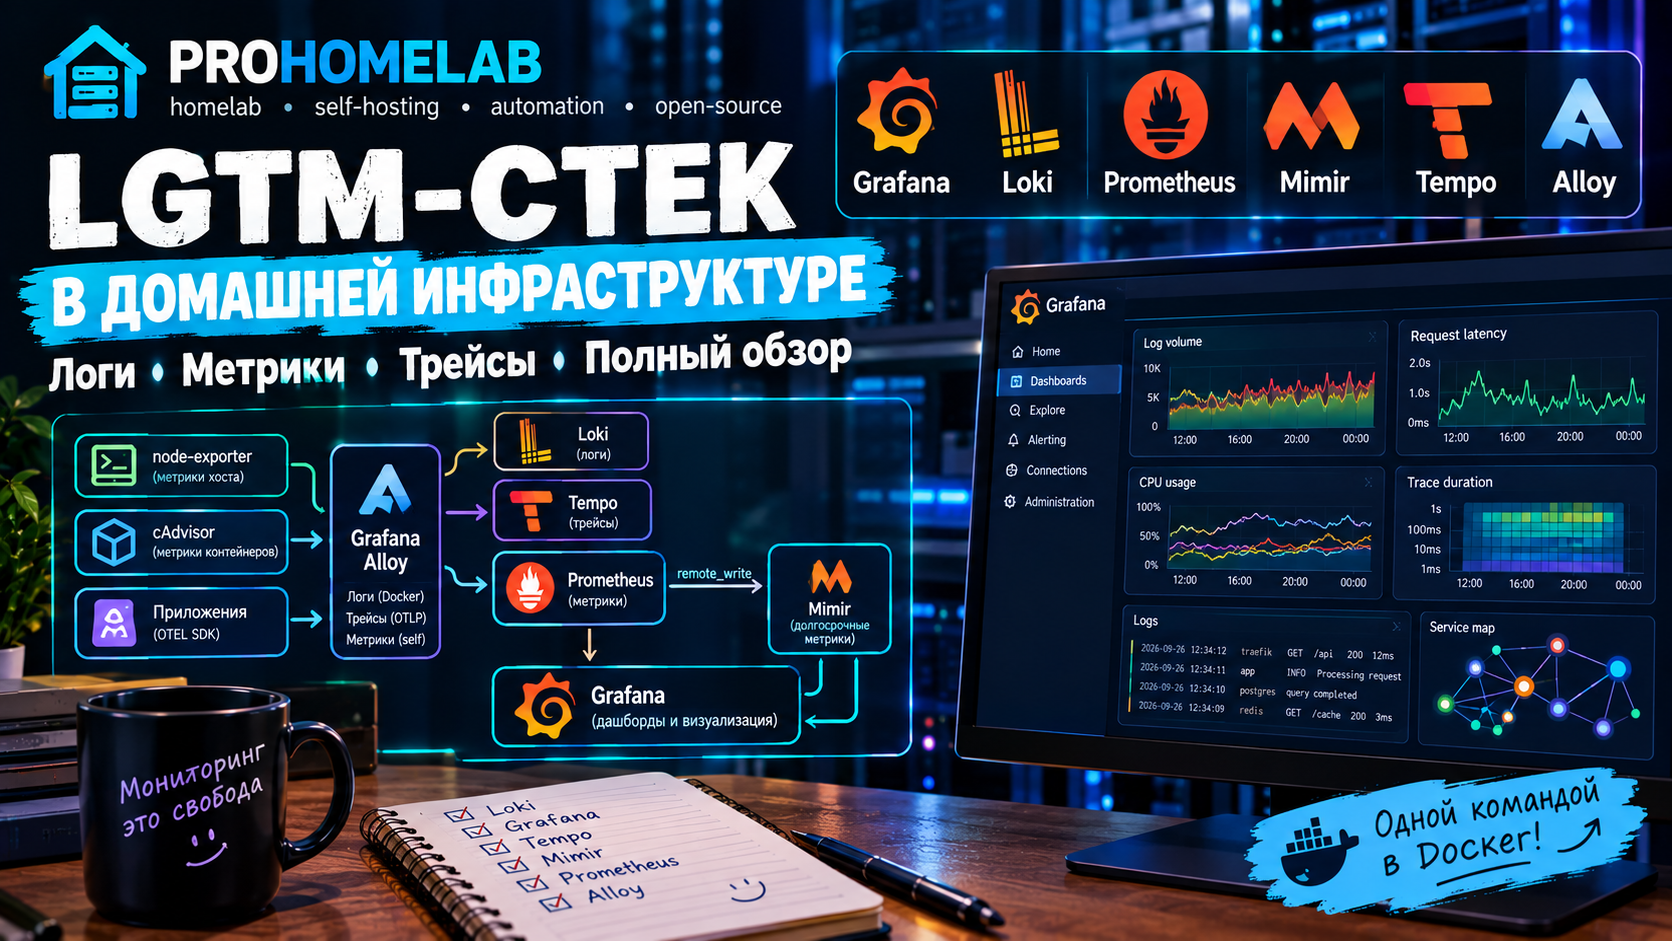 PROHOMELAB
homelab • self-hosting • automation • open-source
LGTM-СТЕК
В ДОМАШНЕЙ ИНФРАСТРУКТУРЕ
Логи • Метрики • Трейсы • Полный обзор
Grafana
Loki
Prometheus
Mimir
Tempo
Alloy
node-exporter
(метрики хоста)
cAdvisor
(метрики контейнеров)
Приложения
(OTEL SDK)
Grafana
Alloy
Логи (Docker)
Трейсы (OTLP)
Метрики (self)
Loki
(логи)
Tempo
(трейсы)
Prometheus
(метрики)
remote_write
Mimir
(долгосрочные
метрики)
Grafana
(дашборды и визуализация)
Grafana
Home
Dashboards
Explore
Alerting
Connections
Administration
Log volume
10K
5K
0
12:00 16:00 20:00 00:00
Request latency
2.0s
1.0s
0ms
12:00 16:00 20:00 00:00
CPU usage
100%
50%
0%
12:00 16:00 20:00 00:00
Trace duration
1s
100ms
10ms
1ms
12:00 16:00 20:00 00:00
Logs
2026-09-26 12:34:12 traefik GET /api 200 12ms
2026-09-26 12:34:11 app INFO Processing request
2026-09-26 12:34:10 postgres query completed
2026-09-26 12:34:09 redis GET /cache 200 3ms
Service map
Мониторинг
это свобода
Loki
Grafana
Tempo
Mimir
Prometheus
Alloy
Одной командой
в Docker!